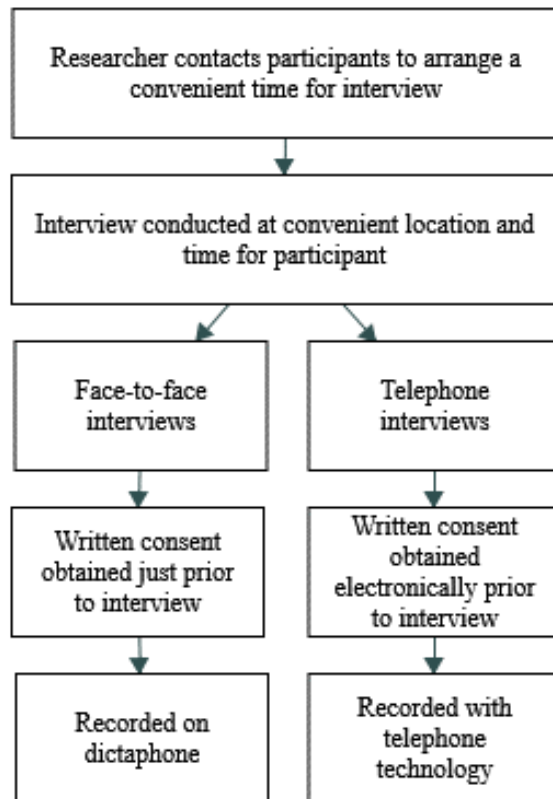 Researcher contacts participants to arrange a
convenient time for interview
Interview conducted at convenient location and
time for participant
Face-to-face
interviews
Telephone
interviews
Written consent
obtained just prior
to interview
Written consent
obtained
electronically prior
to interview
Recorded on
dictaphone
Recorded with
telephone
technology